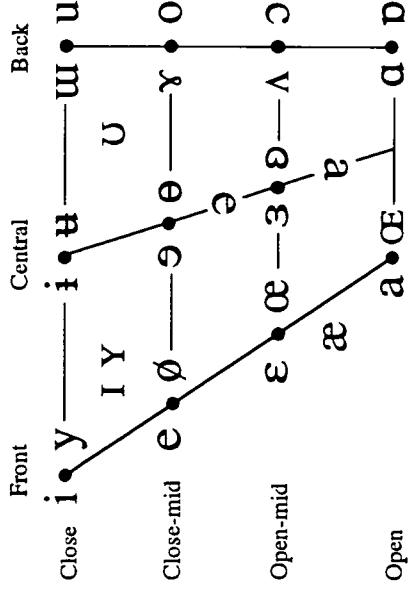 Front Central Back
Close i y ɨ ʉ ɯ u
ɪ ʏ ʊ
Close-mid e ø ɘ ɵ ɤ o
ə
Open-mid ɛ œ ɜ ɞ ʌ ɔ
æ ɐ
Open a ɶ ɑ ɒ